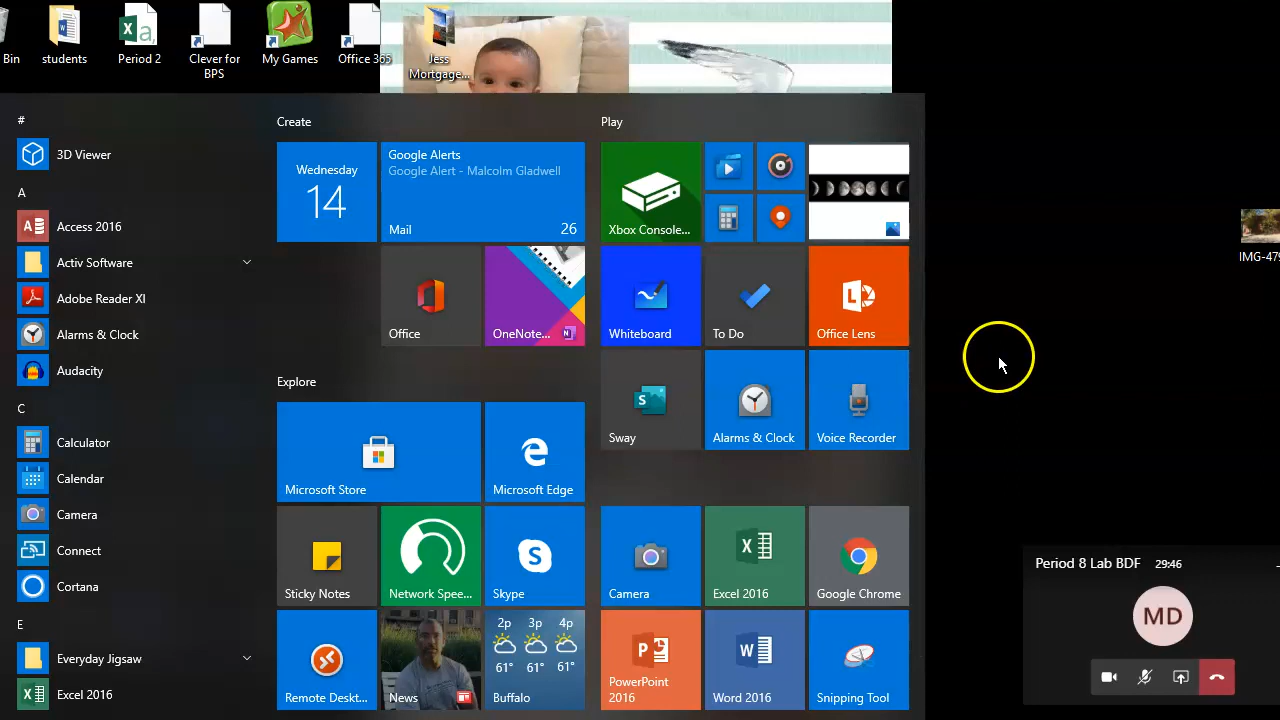 Bin
students
Period 2
Clever for
BPS
My Games
Office 365
Jess
Mortgage...
#
3D Viewer
A
Access 2016
Activ Software
Adobe Reader XI
Alarms & Clock
Audacity
C
Calculator
Calendar
Camera
Connect
Cortana
E
Everyday Jigsaw
Excel 2016
Create
Wednesday
14
Google Alerts
Google Alert - Malcolm Gladwell
Mail 26
Office
OneNote...
Explore
Microsoft Store
Microsoft Edge
Sticky Notes
Network Spee...
Skype
Remote Deskt...
News
2p 3p 4p
61° 61° 61°
Buffalo
Play
Xbox Console...
Whiteboard
To Do
Office Lens
Sway
Alarms & Clock
Voice Recorder
Camera
Excel 2016
Google Chrome
PowerPoint
2016
Word 2016
Snipping Tool
IMG-479
Period 8 Lab BDF 29:46
MD